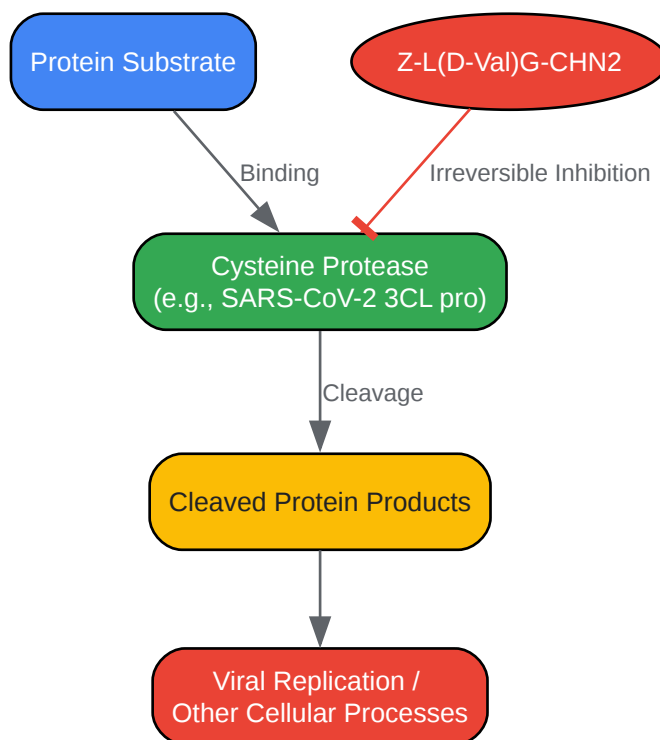 Protein Substrate
Z-L(D-Val)G-CHN2
Binding
Irreversible Inhibition
Cysteine Protease
(e.g., SARS-CoV-2 3CL pro)
Cleavage
Cleaved Protein Products
Viral Replication /
Other Cellular Processes